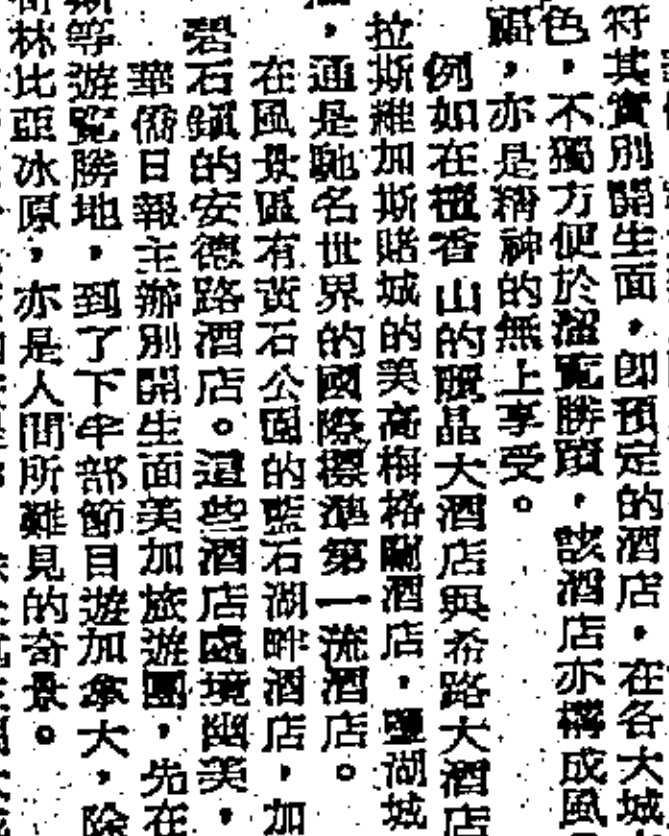 符其實別開生面，即預定的酒店，在各大城
色，不獨方便於瀏覽勝蹟，該酒店亦構成風
，亦是精神的無上享受。
例如在檀香山的麗晶大酒店與希路大酒店
拉斯維加斯賭城的美高梅格蘭酒店，鹽湖城
，通是馳名世界的國際標準第一流酒店。
在風景區有黃石公園的藍石湖畔酒店，加
碧石鎮的安德路酒店。這些酒店處境幽美，
華僑日報主辦別開生面美加旅遊團，先在
等遊覽勝地，到了下半部節目遊加拿大，除
林比亞冰原，亦是人間所難見的奇景。